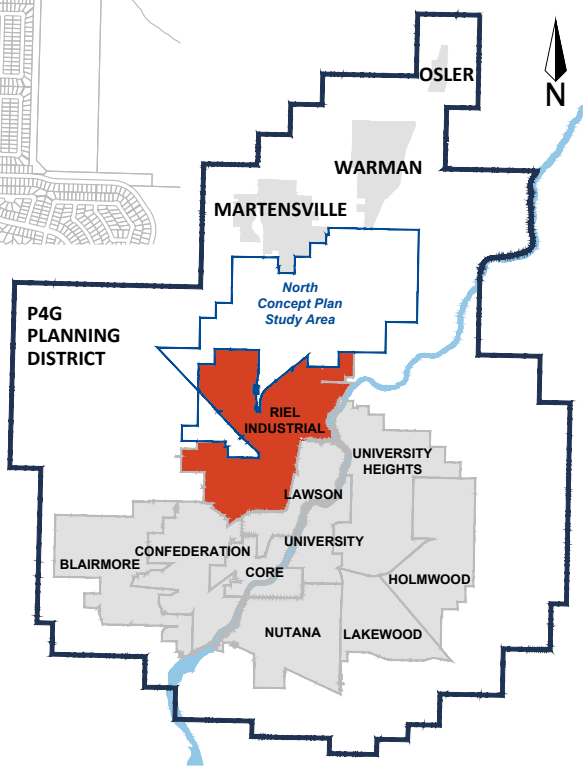 OSLER
N
WARMAN
MARTENSVILLE
North
Concept Plan
Study Area
P4G
PLANNING
DISTRICT
RIEL
INDUSTRIAL
UNIVERSITY
HEIGHTS
LAWSON
UNIVERSITY
CONFEDERATION
BLAIRMORE
CORE
HOLMWOOD
NUTANA
LAKEWOOD